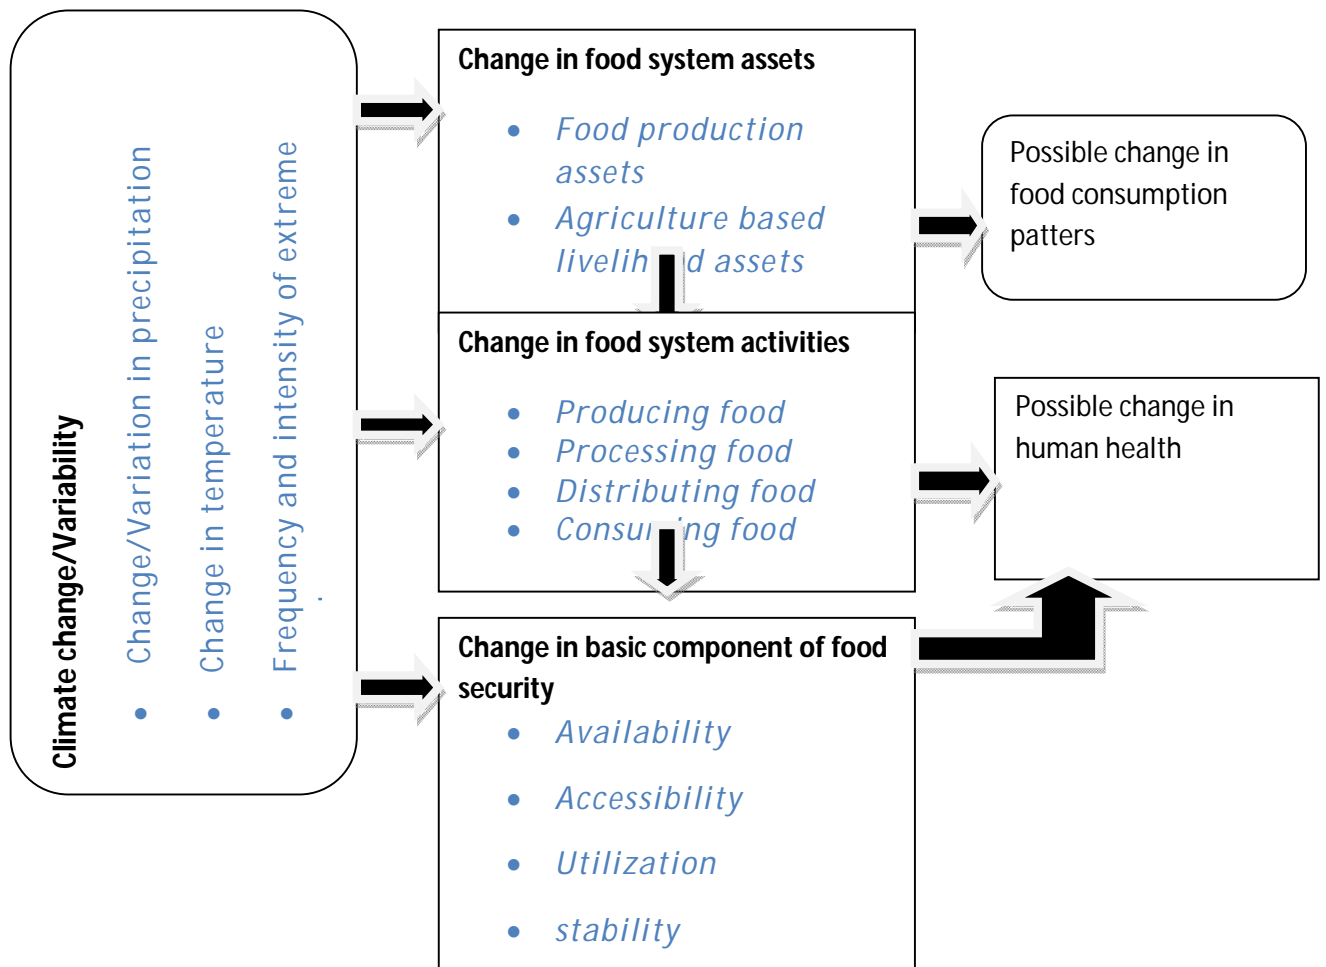 Climate change/Variability
• Change/Variation in precipitation
• Change in temperature
• Frequency and intensity of extreme
Change in food system assets
• Food production
assets
• Agriculture based
assets
Change in food system activities
• Producing food
• Processing food
• Distributing food
• Consuming food
Change in basic component of food
security
• Availability
• Accessibility
• Utilization
• stability
Possible change in
food consumption
patters
Possible change in
human health